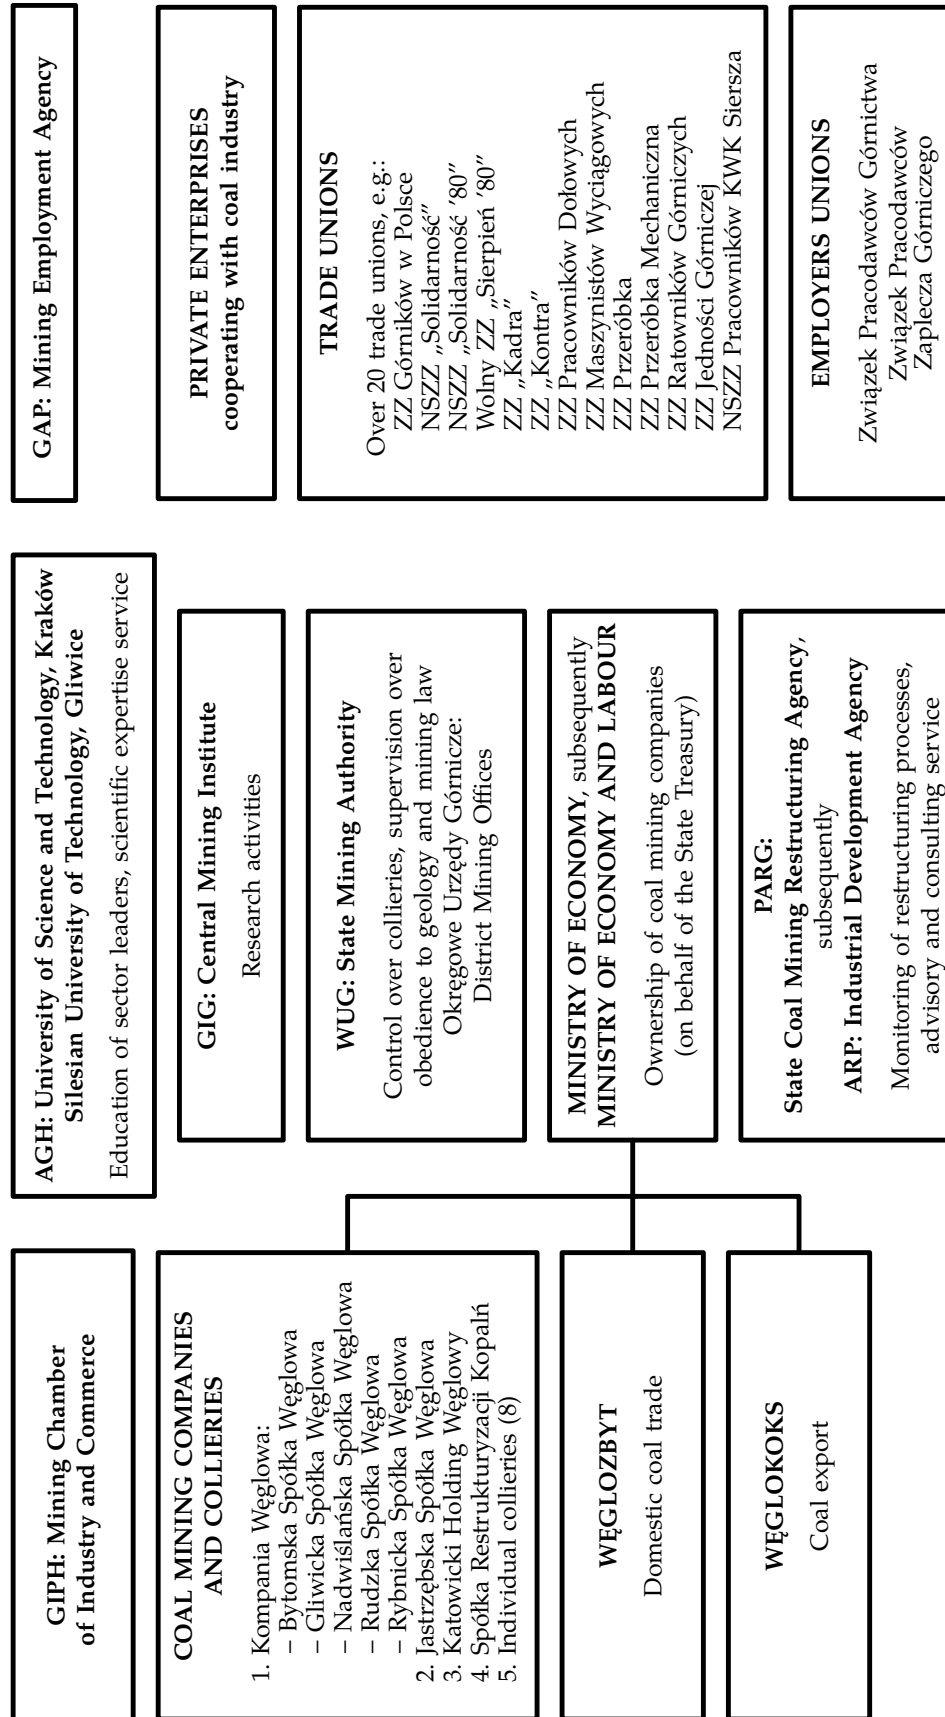 GIPH: Mining Chamber
of Industry and Commerce
COAL MINING COMPANIES
AND COLLIERIES
1. Kompania Węglowa:
– Bytomska Spółka Węglowa
– Gliwicka Spółka Węglowa
– Nadwiślańska Spółka Węglowa
– Rudzka Spółka Węglowa
– Rybnicka Spółka Węglowa
2. Jastrzębska Spółka Węglowa
3. Katowicki Holding Węglowy
4. Spółka Restrukturyzacji Kopalń
5. Individual collieries (8)
WĘGLOZBYT
Domestic coal trade
WĘGLOKOKS
Coal export
AGH: University of Science and Technology, Kraków
Silesian University of Technology, Gliwice
Education of sector leaders, scientific expertise service
GIG: Central Mining Institute
Research activities
WUG: State Mining Authority
Control over collieries, supervision over
obedience to geology and mining law
Okręgowe Urzędy Górnicze:
District Mining Offices
MINISTRY OF ECONOMY, subsequently
MINISTRY OF ECONOMY AND LABOUR
Ownership of coal mining companies
(on behalf of the State Treasury)
PARG:
State Coal Mining Restructuring Agency,
subsequently
ARP: Industrial Development Agency
Monitoring of restructuring processes,
advisory and consulting service
GAP: Mining Employment Agency
PRIVATE ENTERPRISES
cooperating with coal industry
TRADE UNIONS
Over 20 trade unions, e.g.:
ZZ Górników w Polsce
NSZZ „Solidarność”
NSZZ „Solidarność '80”
Wolny ZZ „Sierpień '80”
ZZ „Kadra”
ZZ „Kontra”
ZZ Pracowników Dołowych
ZZ Maszynistów Wyciągowych
ZZ Przeróbka
ZZ Przeróbka Mechaniczna
ZZ Ratowników Górniczych
ZZ Jedności Górniczej
NSZZ Pracowników KWK Siersza
EMPLOYERS UNIONS
Związek Pracodawców Górnictwa
Związek Pracodawców
Zaplecza Górniczego